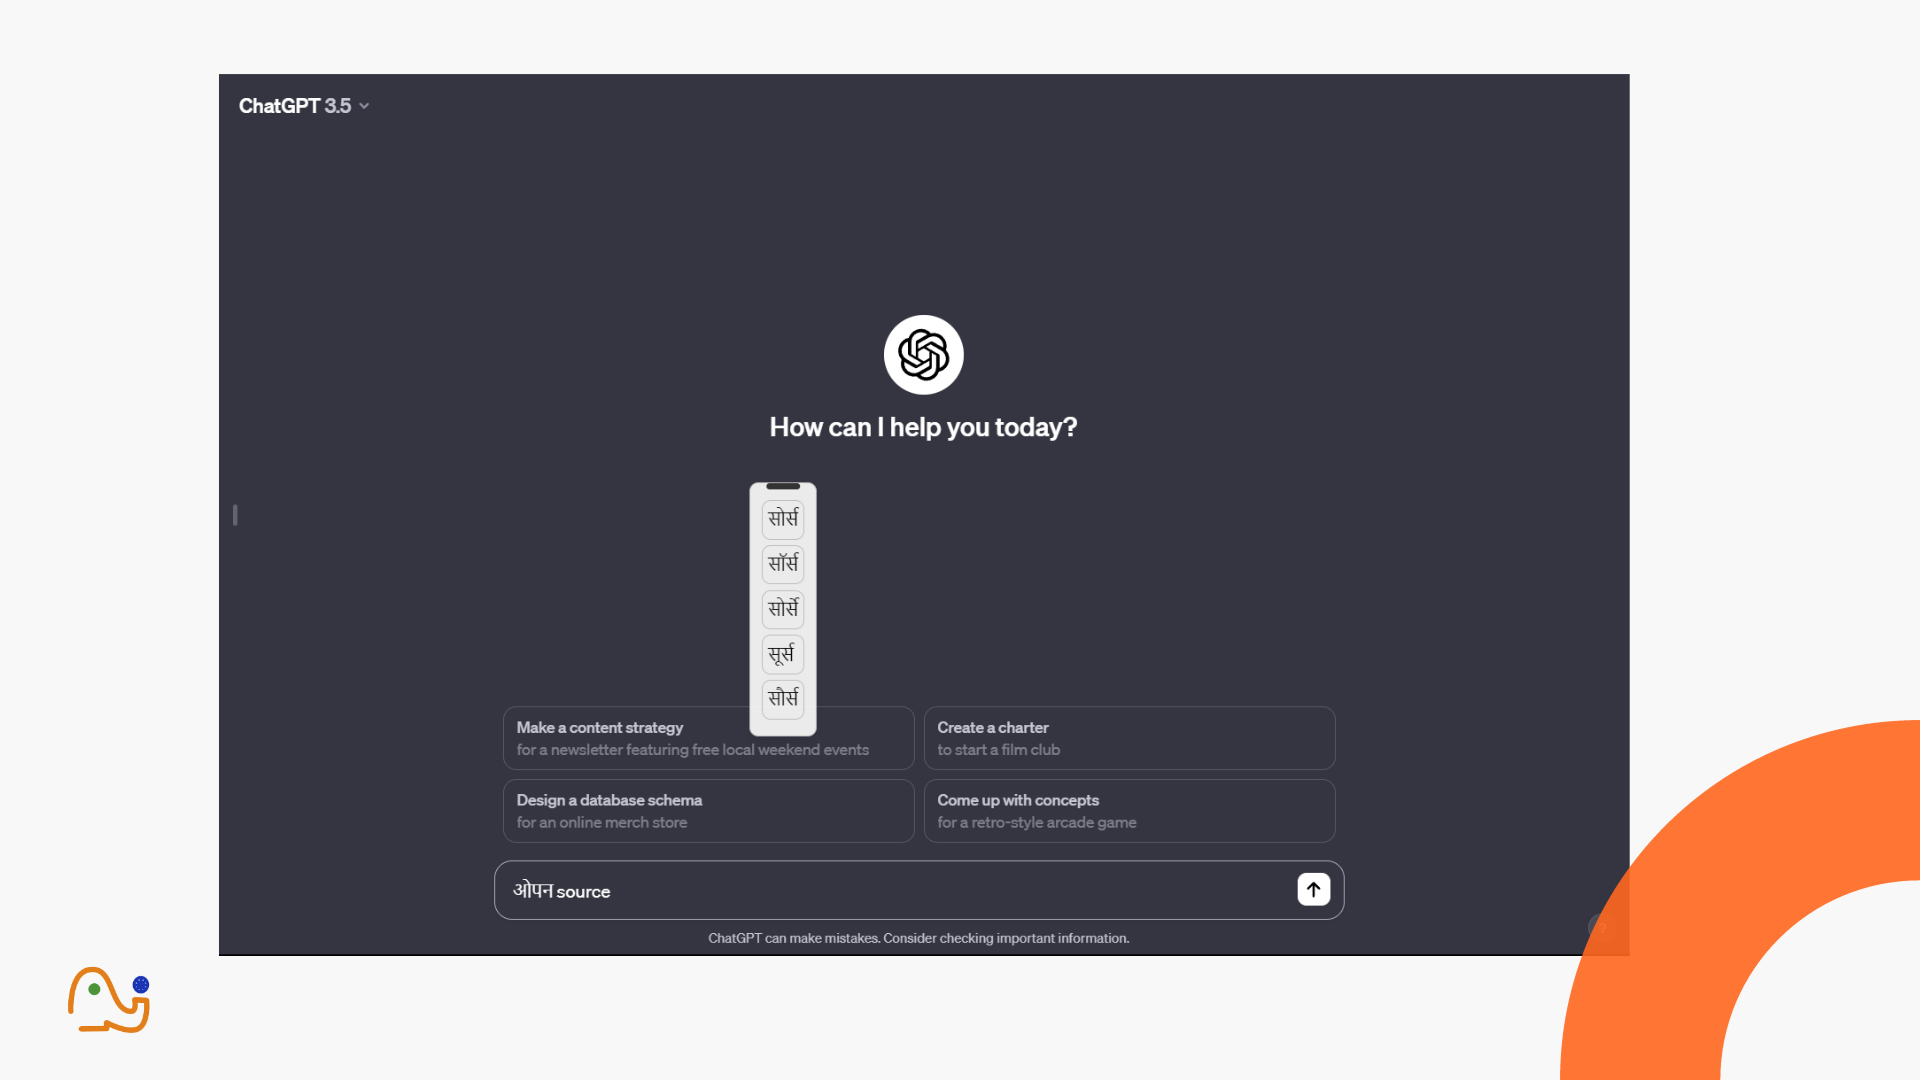 ChatGPT 3.5
How can I help you today?
सोर्स
सॉर्स
सोर्से
सूर्स
सौर्स
Make a content strategy
for a newsletter featuring free local weekend events
Create a charter
to start a film club
Design a database schema
for an online merch store
Come up with concepts
for a retro-style arcade game
ओपन source
ChatGPT can make mistakes. Consider checking important information.